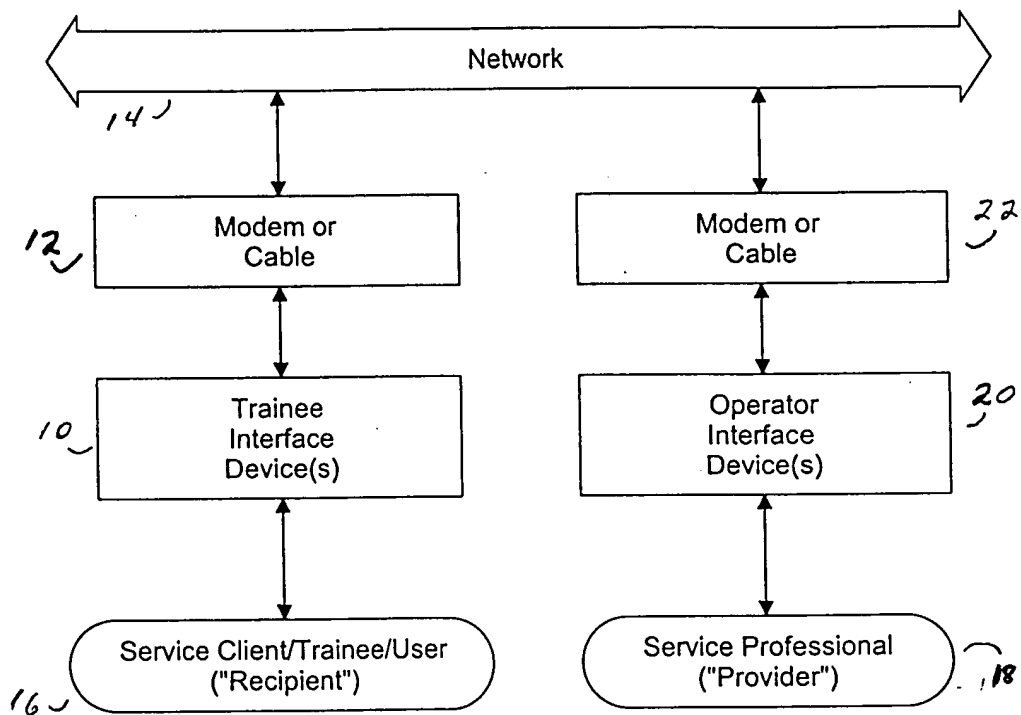 Network
14
Modem or
Cable
12
Modem or
Cable
22
Trainee
Interface
Device(s)
10
Operator
Interface
Device(s)
20
Service Client/Trainee/User
("Recipient")
16
Service Professional
("Provider")
18